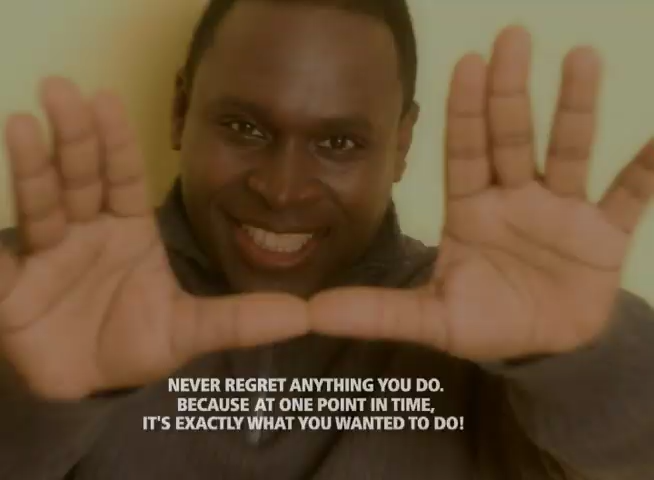 NEVER REGRET ANYTHING YOU DO.
BECAUSE AT ONE POINT IN TIME,
IT'S EXACTLY WHAT YOU WANTED TO DO!